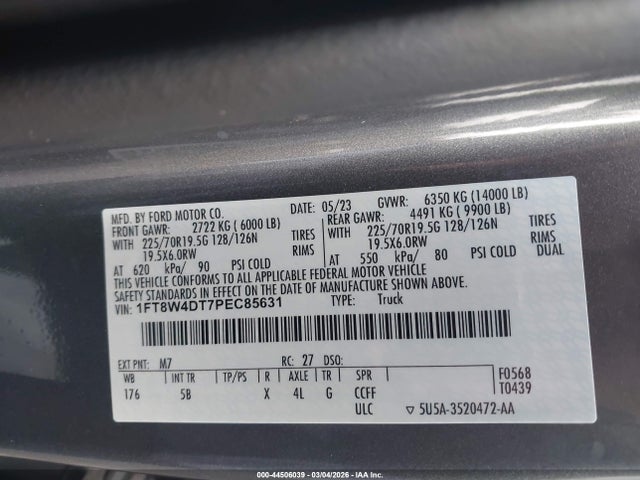 MFD. BY FORD MOTOR CO. DATE: 05/23 GVWR: 6350 KG (14000 LB)
FRONT GAWR: 2722 KG (6000 LB) REAR GAWR: 4491 KG (9900 LB)
WITH 225/70R19.5G 128/126N TIRES WITH 225/70R19.5G 128/126N TIRES
19.5X6.0RW RIMS 19.5X6.0RW RIMS
AT 620 kPa/ 90 PSI COLD AT 550 kPa/ 80 PSI COLD DUAL
THIS VEHICLE CONFORMS TO ALL APPLICABLE FEDERAL MOTOR VEHICLE
SAFETY STANDARDS IN EFFECT ON THE DATE OF MANUFACTURE SHOWN ABOVE.
VIN: 1FT8W4DT7PEC85631 TYPE: Truck
EXT PNT: M7 RC: 27 DSO: F0568
WB INT TR TP/PS R AXLE TR SPR T0439
176 5B X 4L G CCFF
ULC ▽ 5U5A-3520472-AA
000-44506039 - 03/04/2026 - IAA Inc.